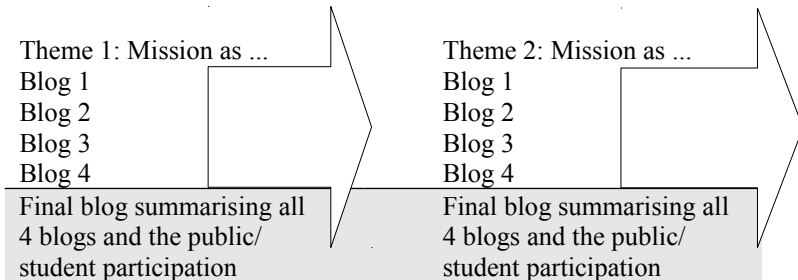 Theme 1: Mission as ...
Blog 1
Blog 2
Blog 3
Blog 4
Final blog summarising all
4 blogs and the public/
student participation
Theme 2: Mission as ...
Blog 1
Blog 2
Blog 3
Blog 4
Final blog summarising all
4 blogs and the public/
student participation